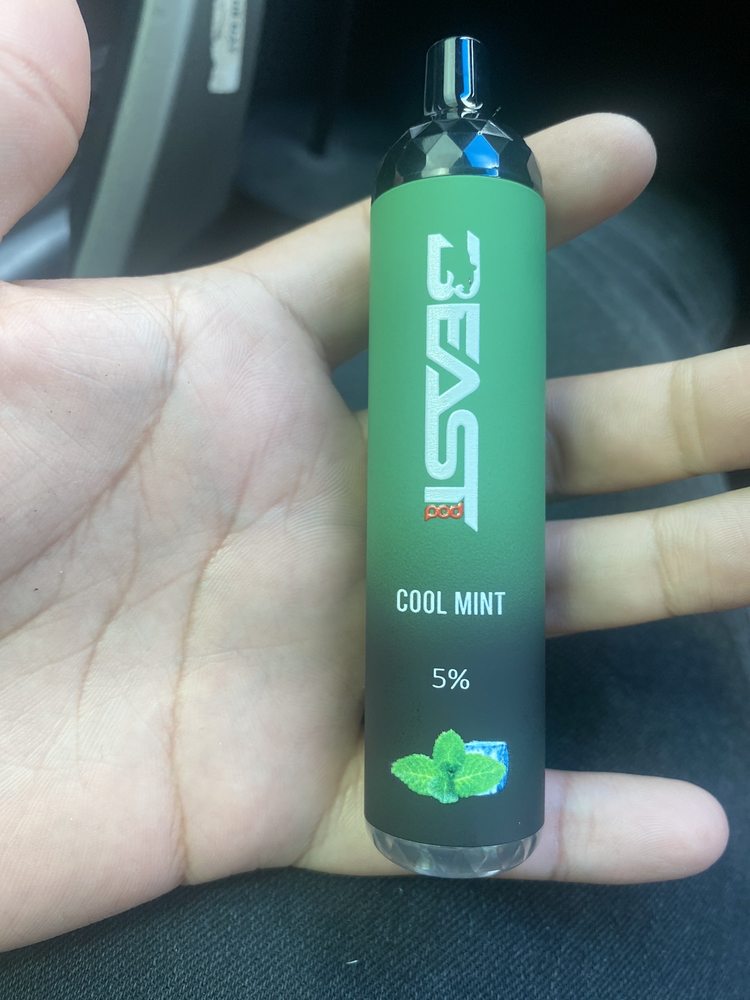 BEAST
pod
COOL MINT
5%